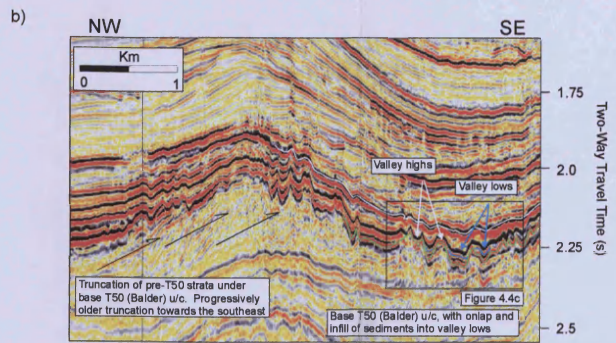 b)
NW
SE
Km
0 1
1.75
2.0
2.25
2.5
Two-Way Travel Time (s)
Valley highs
Valley lows
Truncation of pre-T50 strata under
base T50 (Balder) u/c. Progressively
older truncation towards the southeast
Figure 4.4c
Base T50 (Balder) u/c, with onlap and
infill of sediments into valley lows